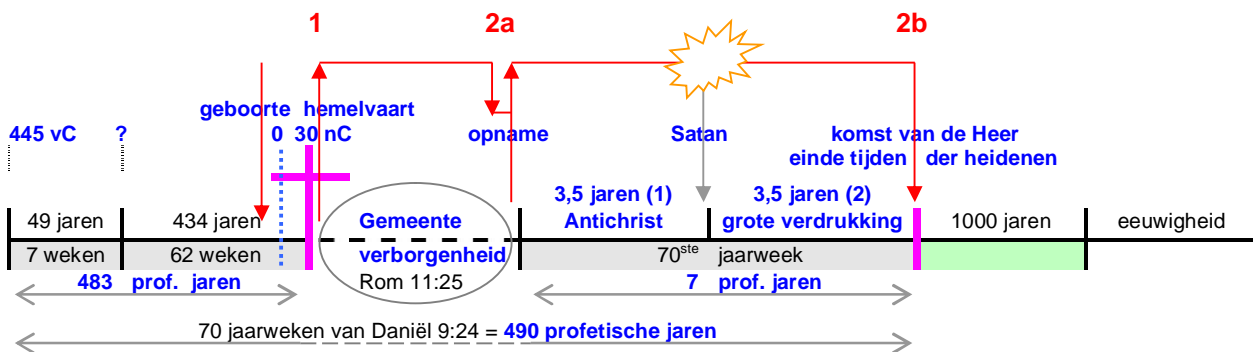 1 2a 2b
geboorte hemelvaart
445 vC ? 0 30 nC opname Satan komst van de Heer
einde tijden der heidenen
3,5 jaren (1) 3,5 jaren (2)
49 jaren 434 jaren Gemeente Antichrist grote verdrukking 1000 jaren eeuwigheid
7 weken 62 weken verborgenheid 70ste jaarweek
483 prof. jaren Rom 11:25 7 prof. jaren
70 jaarweken van Daniël 9:24 = 490 profetische jaren